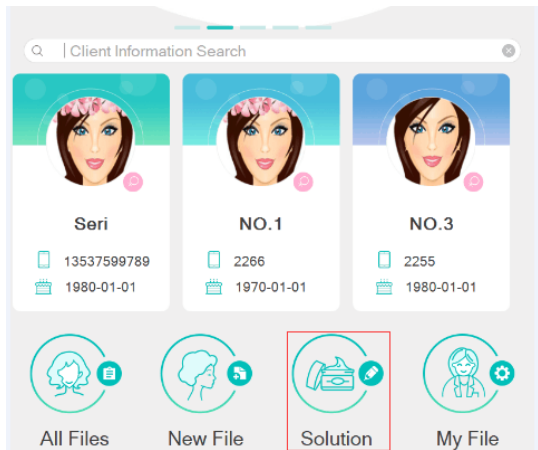 Client Information Search
Seri
13537599789
1980-01-01
NO.1
2266
1970-01-01
NO.3
2255
1980-01-01
All Files
New File
Solution
My File